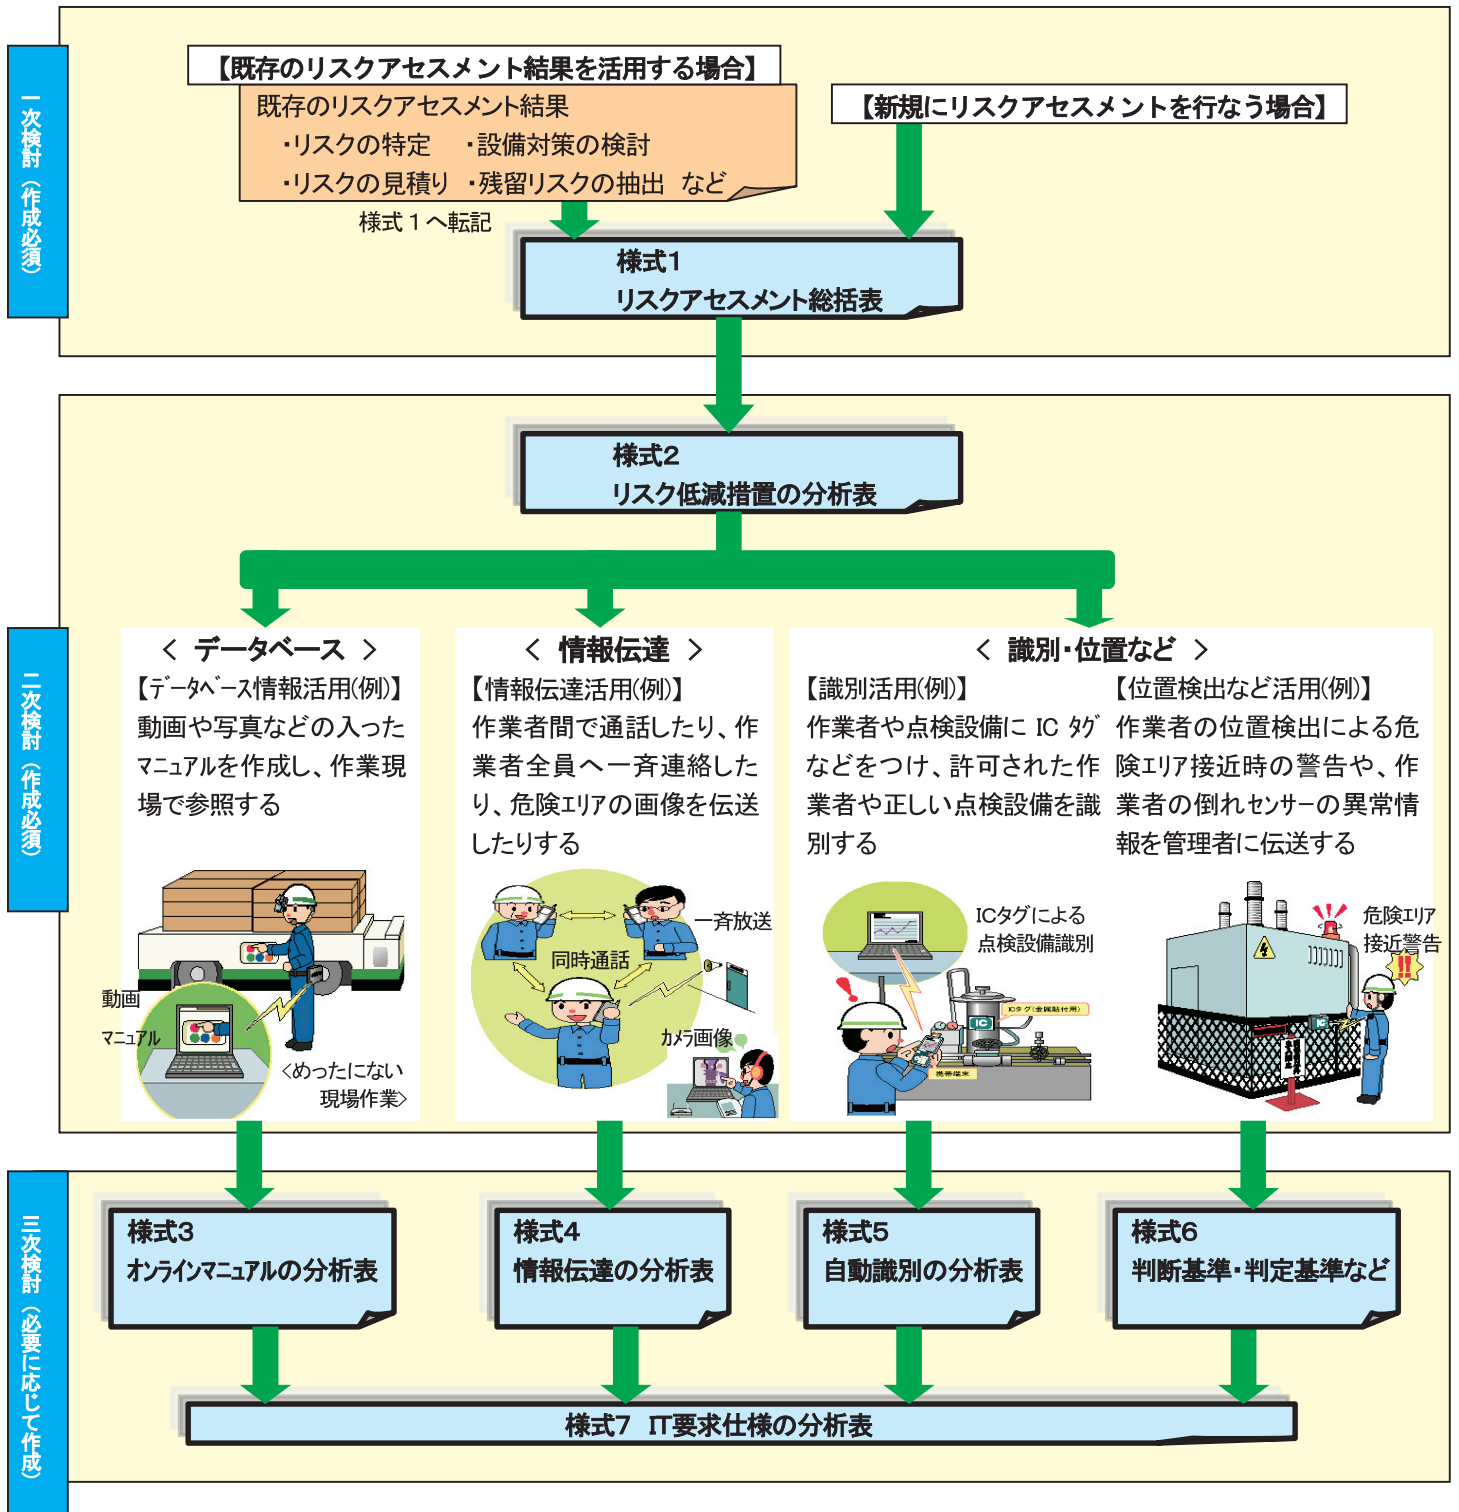 一次検討（作成必須）
【既存のリスクアセスメント結果を活用する場合】
既存のリスクアセスメント結果
・リスクの特定　・設備対策の検討
・リスクの見積り　・残留リスクの抽出　など
様式１へ転記
【新規にリスクアセスメントを行なう場合】
様式１
リスクアセスメント総括表
二次検討（作成必須）
様式２
リスク低減措置の分析表
＜ データベース ＞
【データベース情報活用(例)】
動画や写真などの入った
マニュアルを作成し、作業現
場で参照する
動画
マニュアル
<めったにない
現場作業>
＜ 情報伝達 ＞
【情報伝達活用(例)】
作業者間で通話したり、作
業者全員へ一斉連絡した
り、危険エリアの画像を伝送
したりする
一斉放送
同時通話
カメラ画像
＜ 識別・位置など ＞
【識別活用(例)】
作業者や点検設備に IC タグ
などをつけ、許可された作
業者や正しい点検設備を識
別する
ICタグによる
点検設備識別
ICタグ(金属貼付用)
IC
携帯端末
【位置検出など活用(例)】
作業者の位置検出による危
険エリア接近時の警告や、作
業者の倒れセンサーの異常情
報を管理者に伝送する
危険エリア
接近警告
!!
IC
三次検討（必要に応じて作成）
様式３
オンラインマニュアルの分析表
様式４
情報伝達の分析表
様式５
自動識別の分析表
様式６
判断基準・判定基準など
様式７　IT要求仕様の分析表